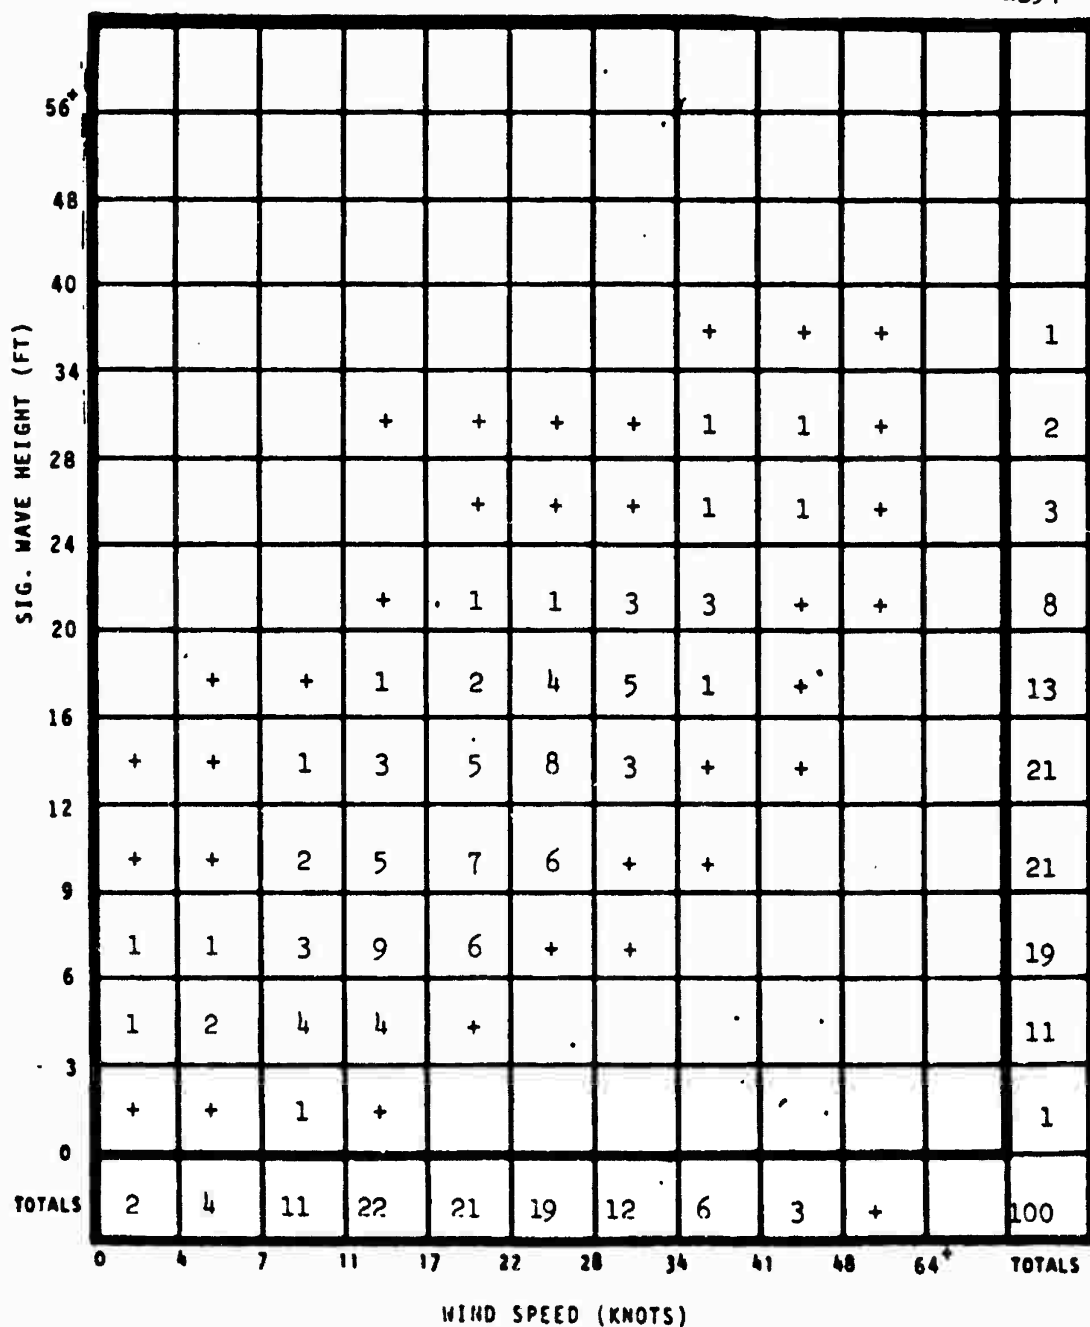 56+
48
40
+ + + 1
34
+ + + + 1 1 + 2
28
+ + + 1 1 + 3
24
+ 1 1 3 3 + + 8
20
+ + 1 2 4 5 1 + 13
16
+ + 1 3 5 8 3 + + 21
12
+ + 2 5 7 6 + + 21
9
1 1 3 9 6 + + 19
6
1 2 4 4 + 11
3
+ + 1 + 1
0
TOTALS 2 4 11 22 21 19 12 6 3 + 100
0 4 7 11 17 22 28 34 41 48 64+ TOTALS
WIND SPEED (KNOTS)
SIG. WAVE HEIGHT (FT)